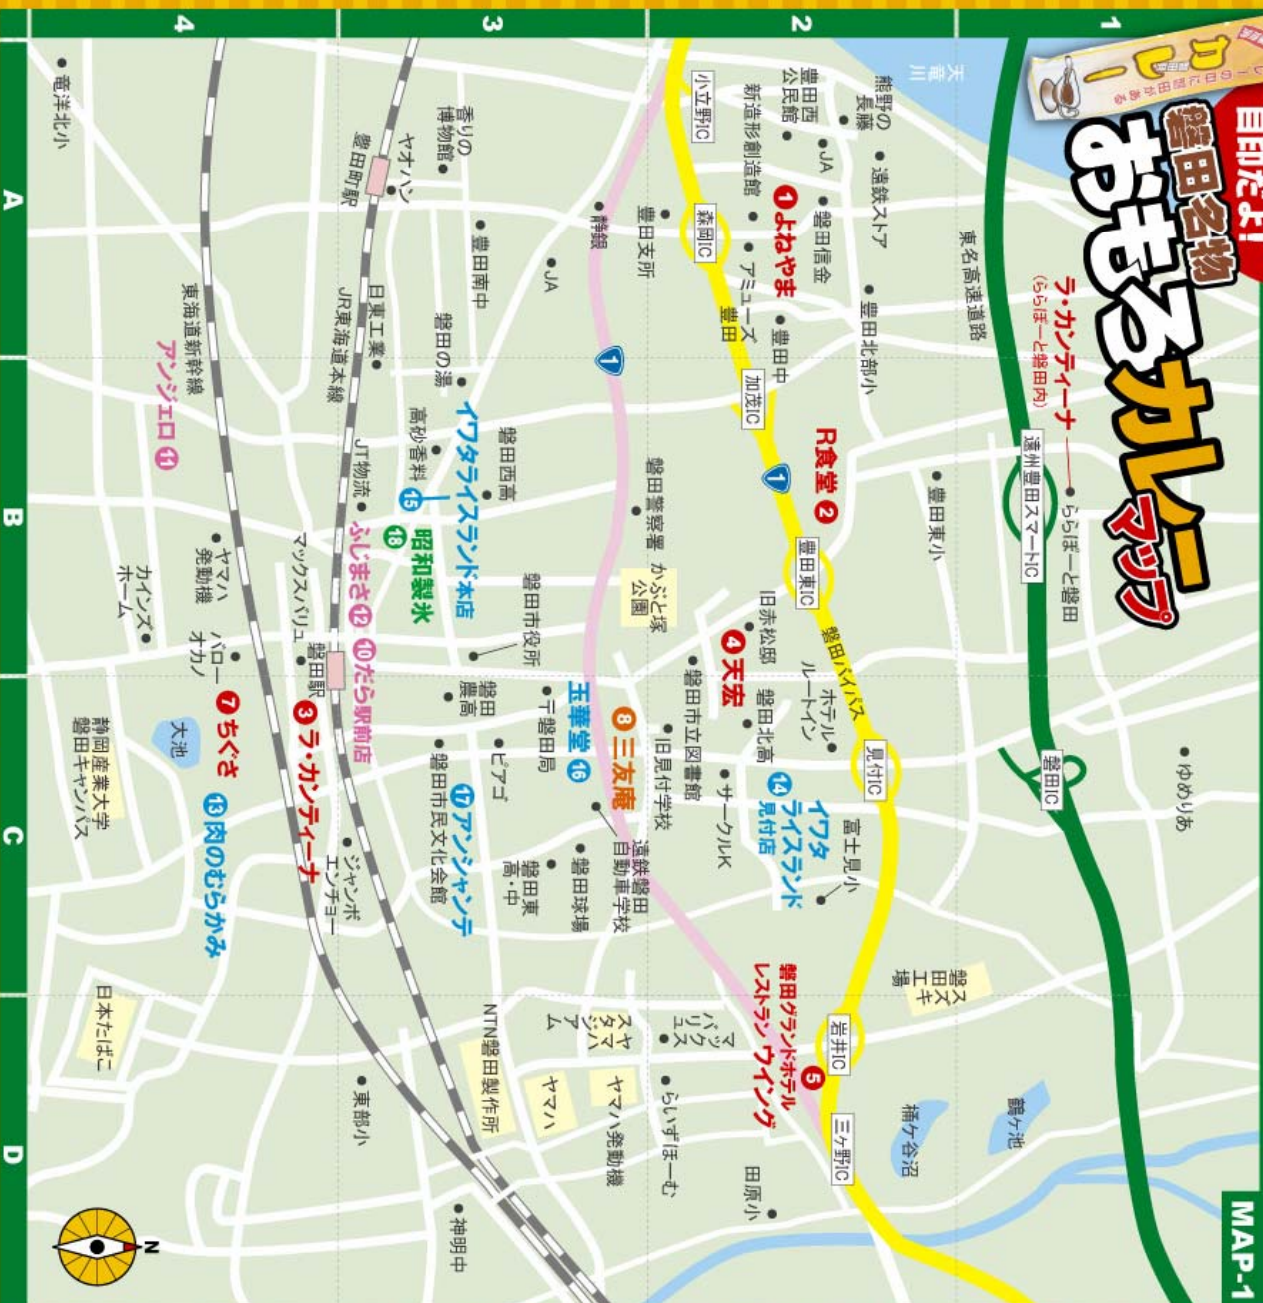 目印だよ!
磐田名物
おもろカレーマップ
カレー
MAP-1
1
2
3
4
A
B
C
D
天竜川
東名高速道路
ラ・カンティーナ
(ららぽーと磐田内)
ららぽーと磐田
遠州豊田スマートIC
磐田IC
ゆめりあ
鶴ヶ池
桶ケ谷沼
熊野の
長藤
遠鉄ストア
豊田西
公民館
JA
磐田信金
新造形創造館
小立野IC
森岡IC
1 よねやま
アミューズ
豊田
豊田中
豊田北部小
豊田支所
加茂IC
R食堂 2
1
豊田東小
豊田東IC
磐田バイパス
旧赤松邸
4 天宏
ホテル
ルートイン
見付IC
磐田北高
磐田市立図書館
旧見付学校
サークルK
14 イワタ
ライスランド
見付店
富士見小
磐田スズキ工場
磐田グランドホテル
レストラン ウイング
5
岩井IC
三ケ野IC
田原小
マックスバリュ
らいずほーむ
静銀
JA
1
磐田警察署
かぶと塚
公園
香りの
博物館
ヤオハン
豊田町駅
豊田南中
磐田の湯
日東工業
JR東海道本線
高砂香料
磐田西高
イワタライスランド本店
15
18 昭和製氷
JT物流
ふじまさ 12
10 だら駅前店
磐田市役所
磐田
農高
〒磐田局
玉華堂 16
8 三友庵
ピアゴ
磐田市民文化会館
17 アンシャンテ
遠鉄磐田
自動車学校
磐田球場
磐田東
高・中
ジャンボ
エンチョー
ヤマハ
スタジアム
ヤマハ
ヤマハ発動機
NTN磐田製作所
東部小
神明中
竜洋北小
東海道新幹線
アンジェロ 11
ヤマハ
発動機
カインズ
ホーム
マックスバリュ
磐田駅
バロー
オカノ
3 ラ・カンティーナ
7 ちぐさ
大池
13 肉のむらかみ
静岡産業大学
磐田キャンパス
日本たばこ
N